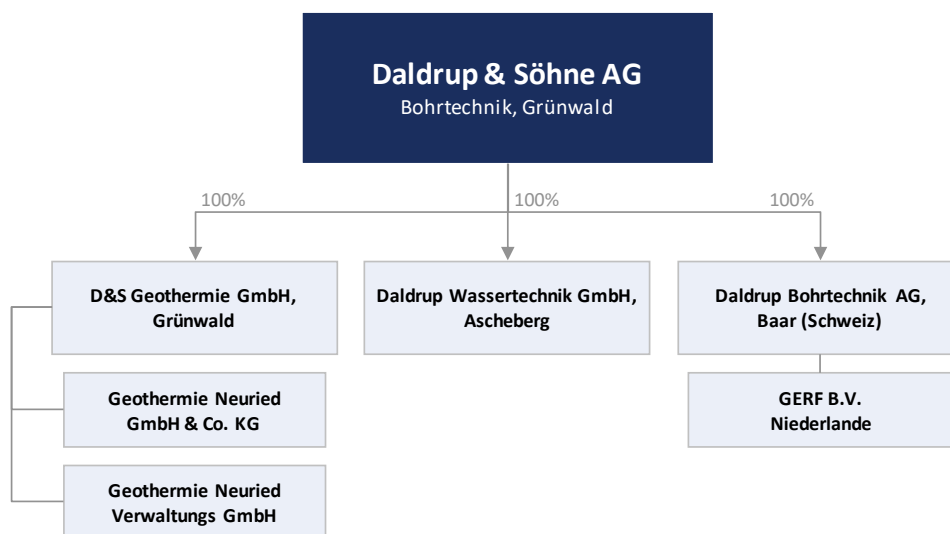 Daldrup & Söhne AG
Bohrtechnik, Grünwald
100%
100%
100%
D&S Geothermie GmbH,
Grünwald
Daldrup Wassertechnik GmbH,
Ascheberg
Daldrup Bohrtechnik AG,
Baar (Schweiz)
Geothermie Neuried
GmbH & Co. KG
GERF B.V.
Niederlande
Geothermie Neuried
Verwaltungs GmbH